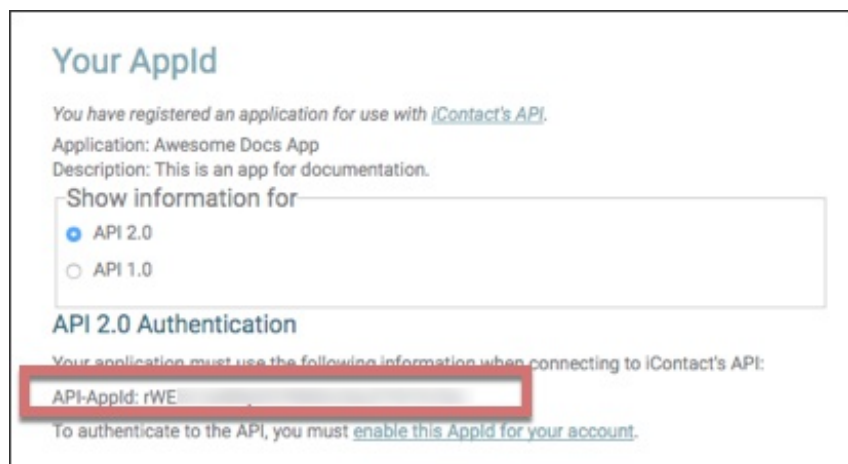 Your AppId
You have registered an application for use with iContact's API.
Application: Awesome Docs App
Description: This is an app for documentation.
Show information for
API 2.0
API 1.0
API 2.0 Authentication
Your application must use the following information when connecting to iContact's API:
API-AppId: rWE
To authenticate to the API, you must enable this AppId for your account.